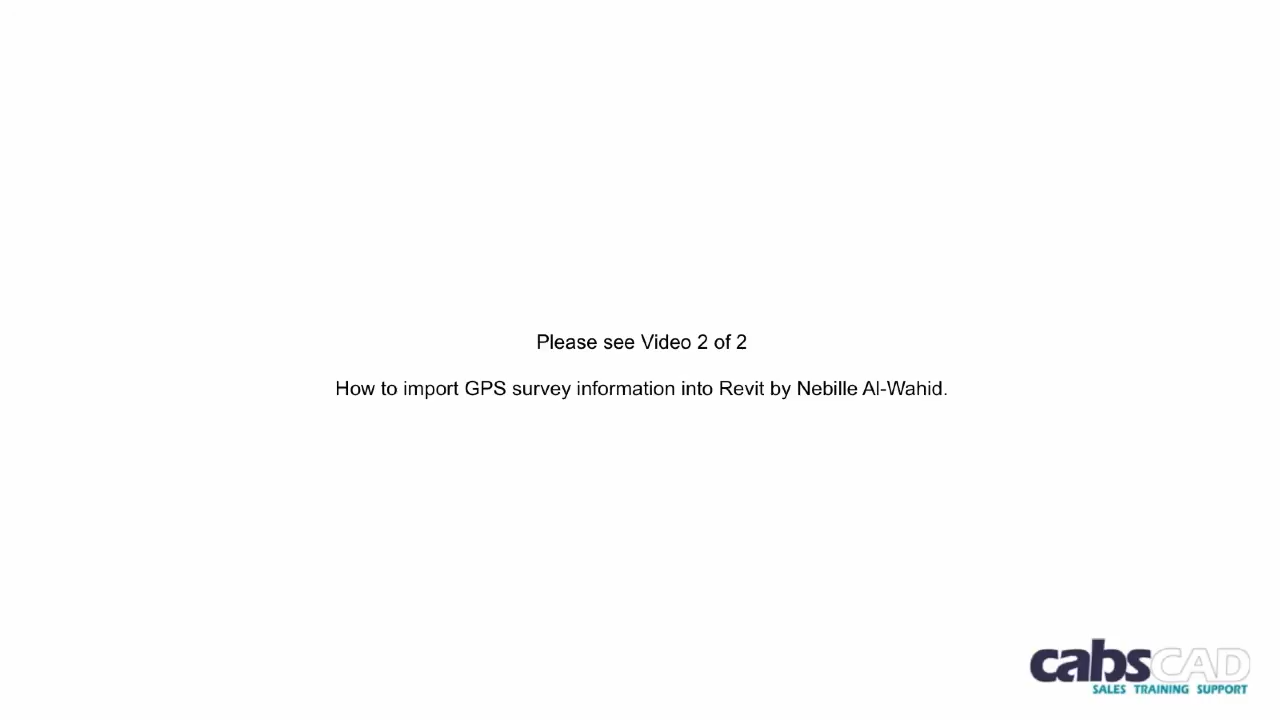 Please see Video 2 of 2
How to import GPS survey information into Revit by Nebille Al-Wahid.
cabsCAD
SALES TRAINING SUPPORT